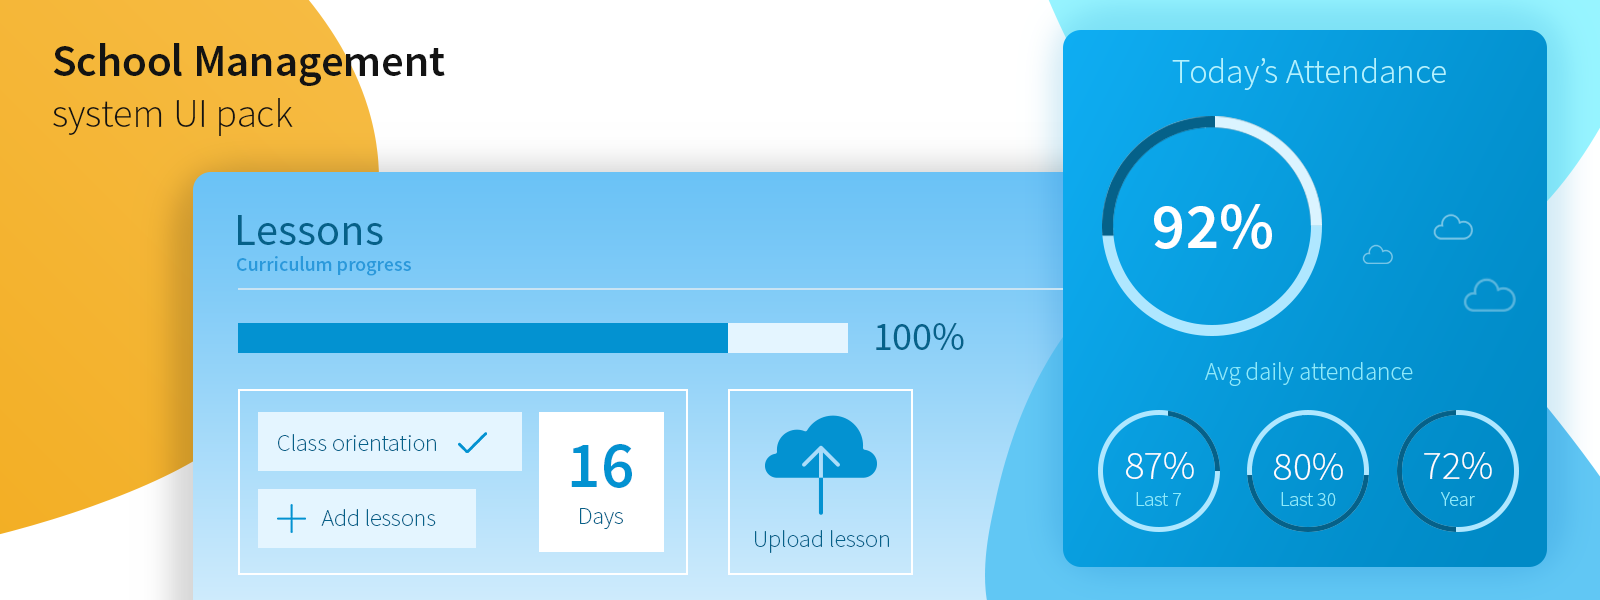 School Management
system UI pack
Lessons
Curriculum progress
100%
Class orientation
Add lessons
16
Days
Upload lesson
Today’s Attendance
92%
Avg daily attendance
87%
Last 7
80%
Last 30
72%
Year